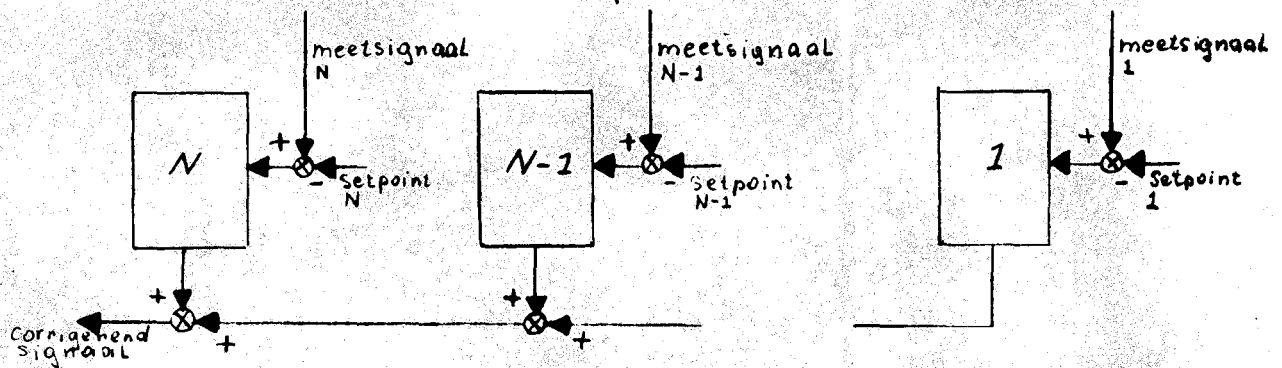 meetsignaal
N
meetsignaal
N-1
meetsignaal
1
N
+
-
Setpoint
N
N-1
+
-
Setpoint
N-1
1
+
-
Setpoint
1
+
+
+
+
Corrigerend
signaal